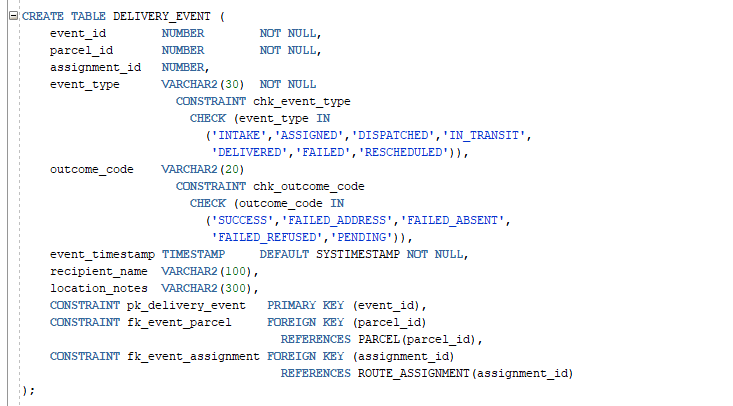 CREATE TABLE DELIVERY_EVENT (
event_id NUMBER NOT NULL,
parcel_id NUMBER NOT NULL,
assignment_id NUMBER,
event_type VARCHAR2(30) NOT NULL
CONSTRAINT chk_event_type
CHECK (event_type IN
('INTAKE','ASSIGNED','DISPATCHED','IN_TRANSIT',
'DELIVERED','FAILED','RESCHEDULED')),
outcome_code VARCHAR2(20)
CONSTRAINT chk_outcome_code
CHECK (outcome_code IN
('SUCCESS','FAILED_ADDRESS','FAILED_ABSENT',
'FAILED_REFUSED','PENDING')),
event_timestamp TIMESTAMP DEFAULT SYSTIMESTAMP NOT NULL,
recipient_name VARCHAR2(100),
location_notes VARCHAR2(300),
CONSTRAINT pk_delivery_event PRIMARY KEY (event_id),
CONSTRAINT fk_event_parcel FOREIGN KEY (parcel_id)
REFERENCES PARCEL(parcel_id),
CONSTRAINT fk_event_assignment FOREIGN KEY (assignment_id)
REFERENCES ROUTE_ASSIGNMENT(assignment_id)
);